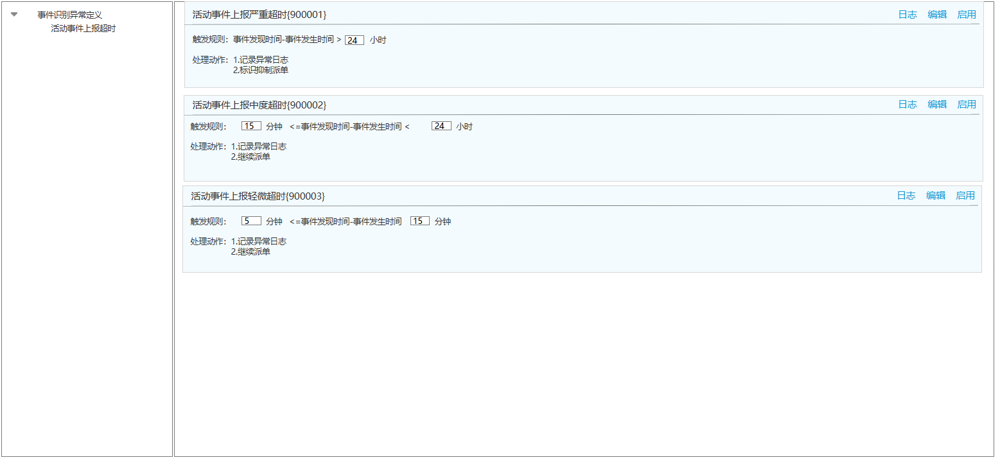 事件识别异常定义
活动事件上报超时
活动事件上报严重超时{900001} 日志 编辑 启用
触发规则：事件发现时间-事件发生时间 > 24 小时
处理动作：1.记录异常日志
2.标识抑制派单
活动事件上报中度超时{900002} 日志 编辑 启用
触发规则： 15 分钟 <=事件发现时间-事件发生时间 < 24 小时
处理动作：1.记录异常日志
2.继续派单
活动事件上报轻微超时{900003} 日志 编辑 启用
触发规则： 5 分钟 <=事件发现时间-事件发生时间 15 分钟
处理动作：1.记录异常日志
2.继续派单